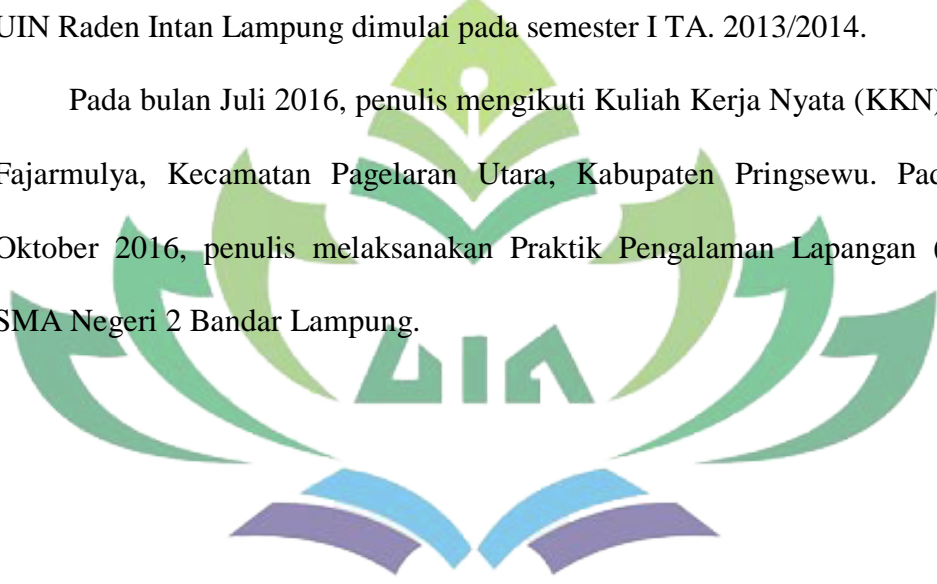 UIN Raden Intan Lampung dimulai pada semester I TA. 2013/2014.
Pada bulan Juli 2016, penulis mengikuti Kuliah Kerja Nyata (KKN)
Fajarmulya, Kecamatan Pagelaran Utara, Kabupaten Pringsewu.
Oktober 2016, penulis melaksanakan Praktik Pengalaman Lapangan (
SMA Negeri 2 Bandar Lampung.
UIN